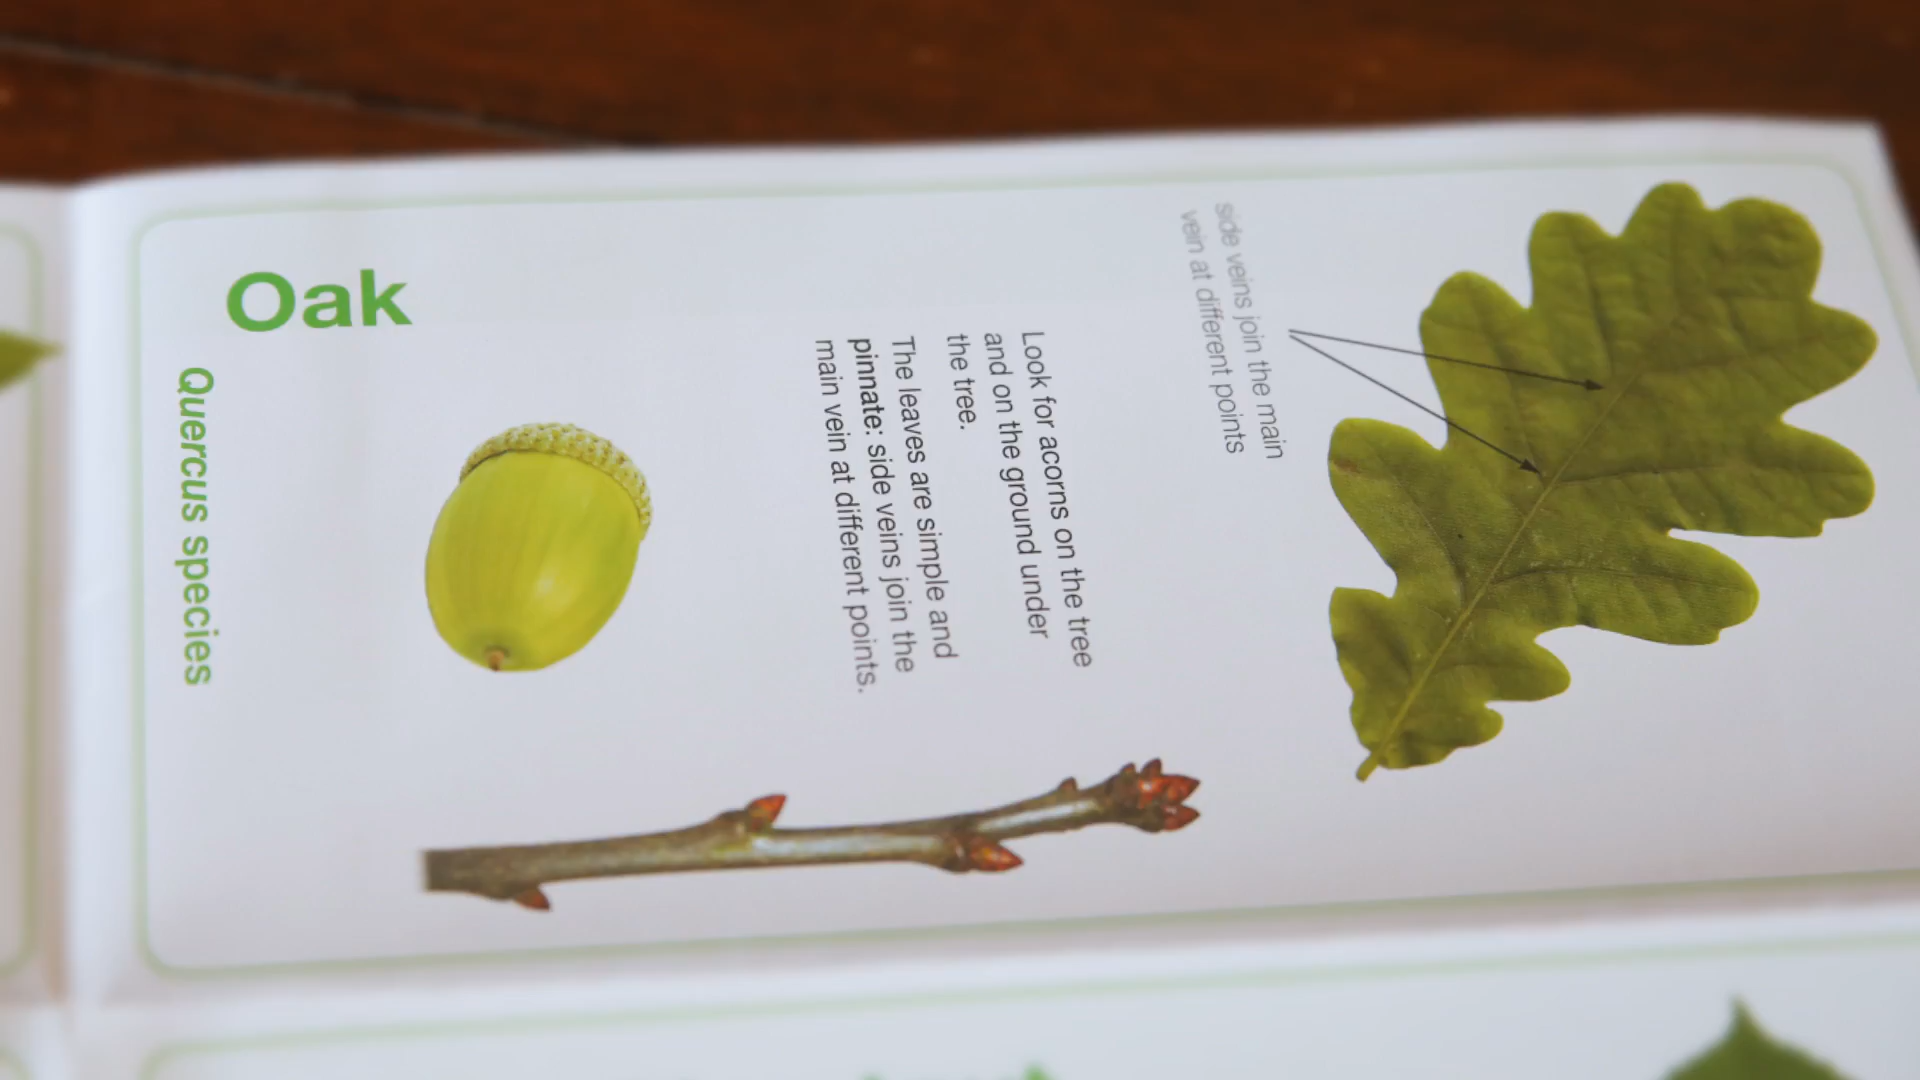 Oak
Quercus species
Look for acorns on the tree
and on the ground under
the tree.
The leaves are simple and
pinnate: side veins join the
main vein at different points.
side veins join the main
vein at different points